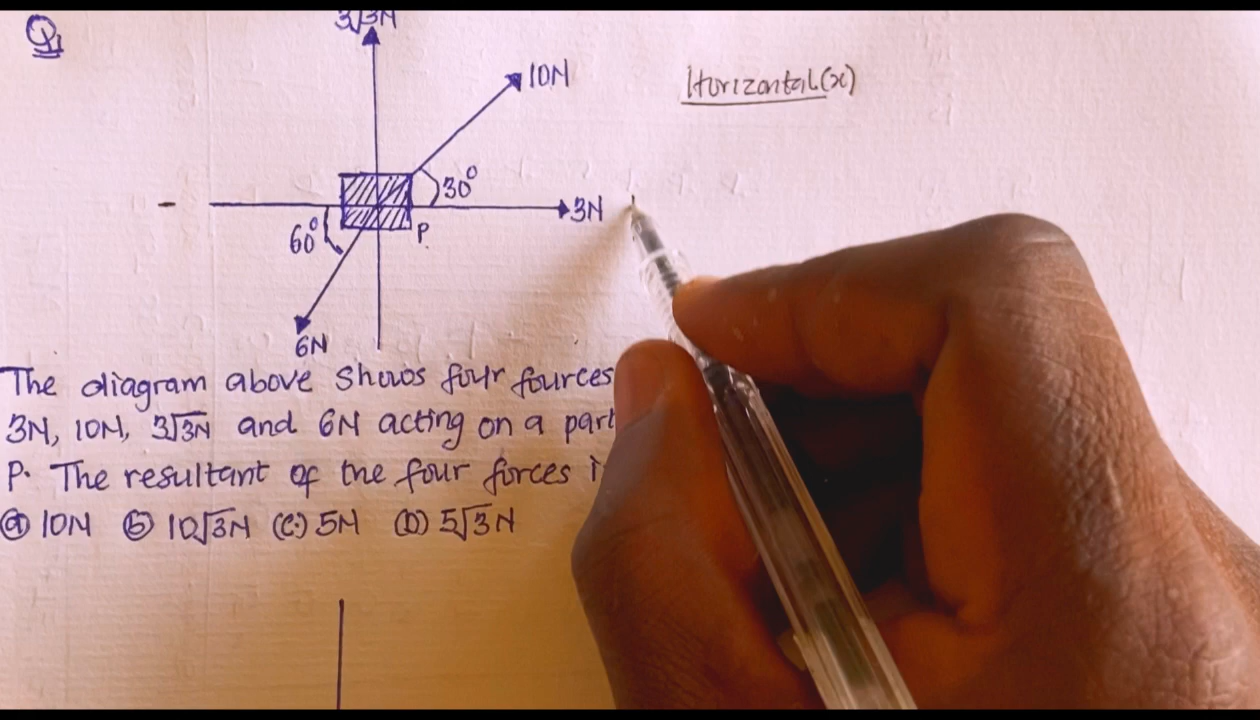 Q1
3√3N
10N
Horizontal(x)
30°
3N
60°
P
6N
The diagram above shows four fources
3N, 10N, 3√3N and 6N acting on a part
P. The resultant of the four forces i
(a) 10N (b) 10√3N (C.) 5N (D) 5√3N